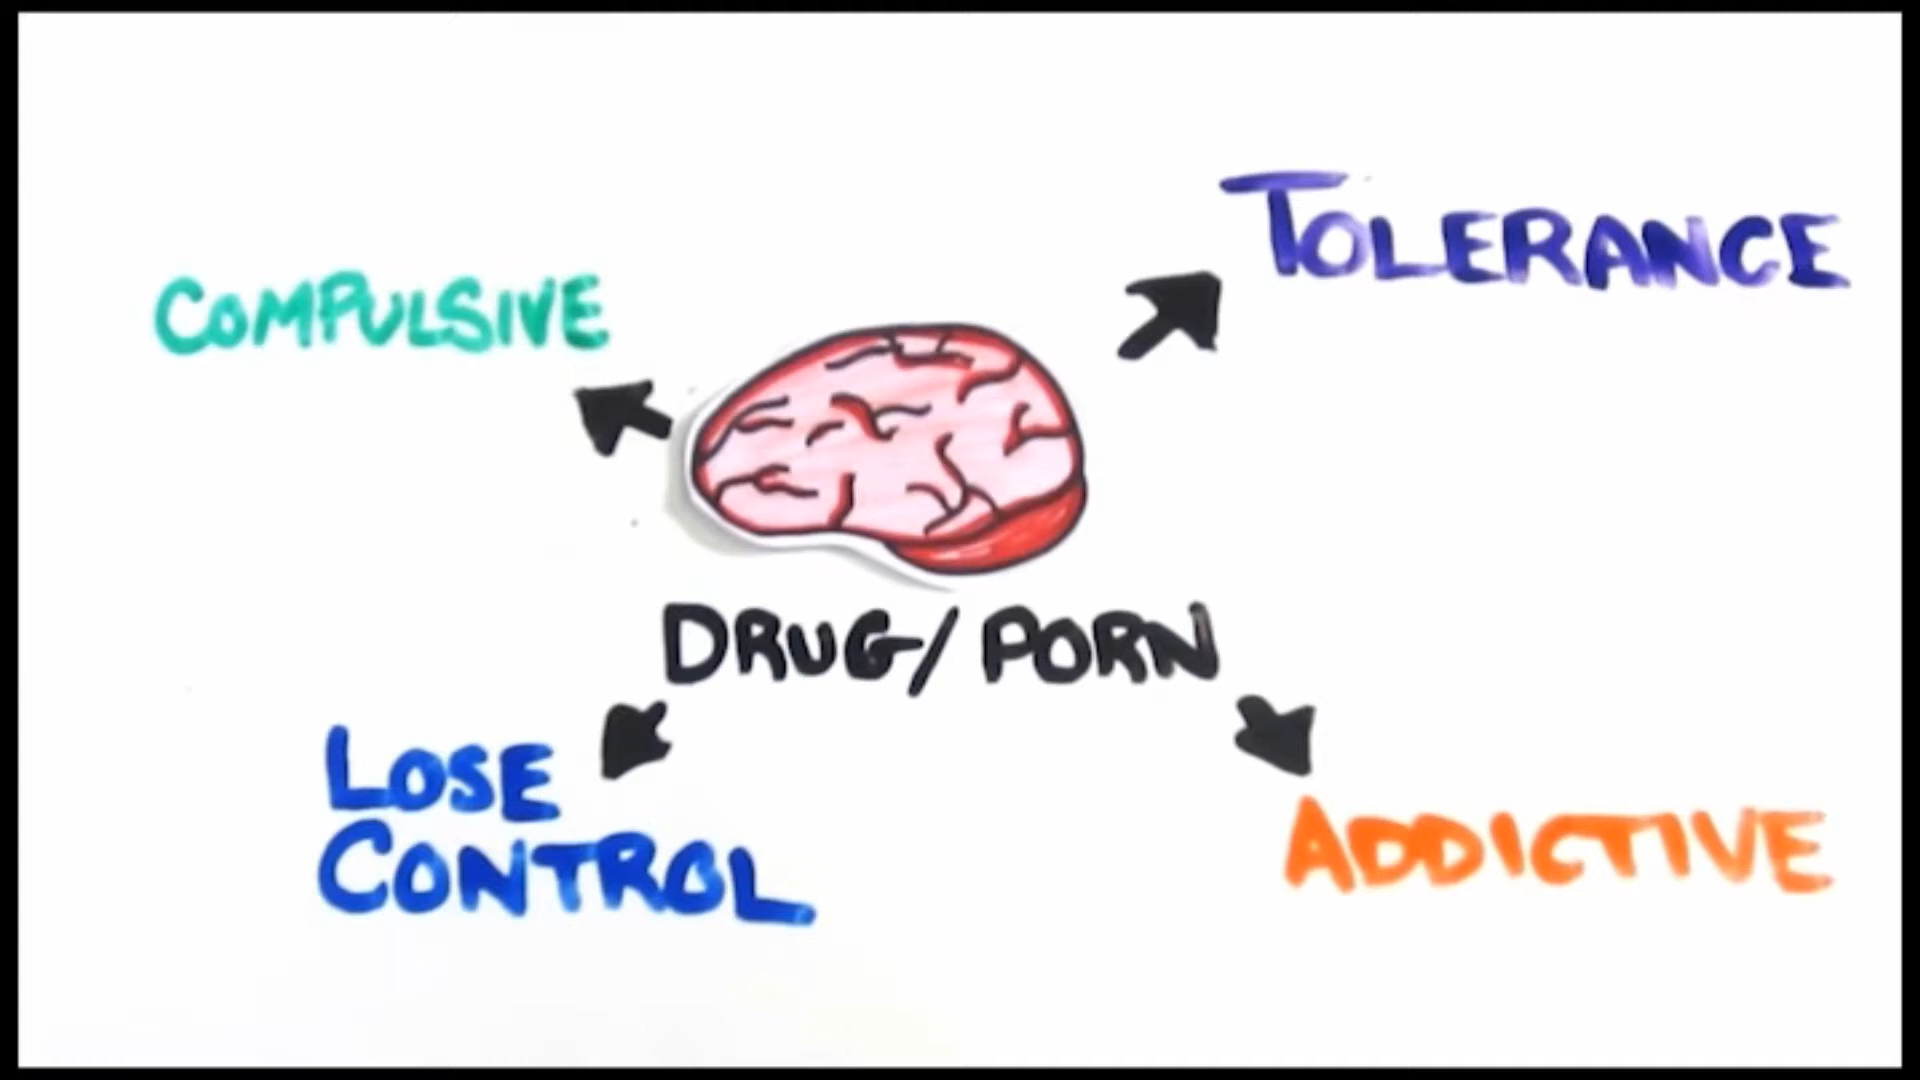 TOLERANCE
COMPULSIVE
DRUG/PORN
LOSE
CONTROL
ADDICTIVE